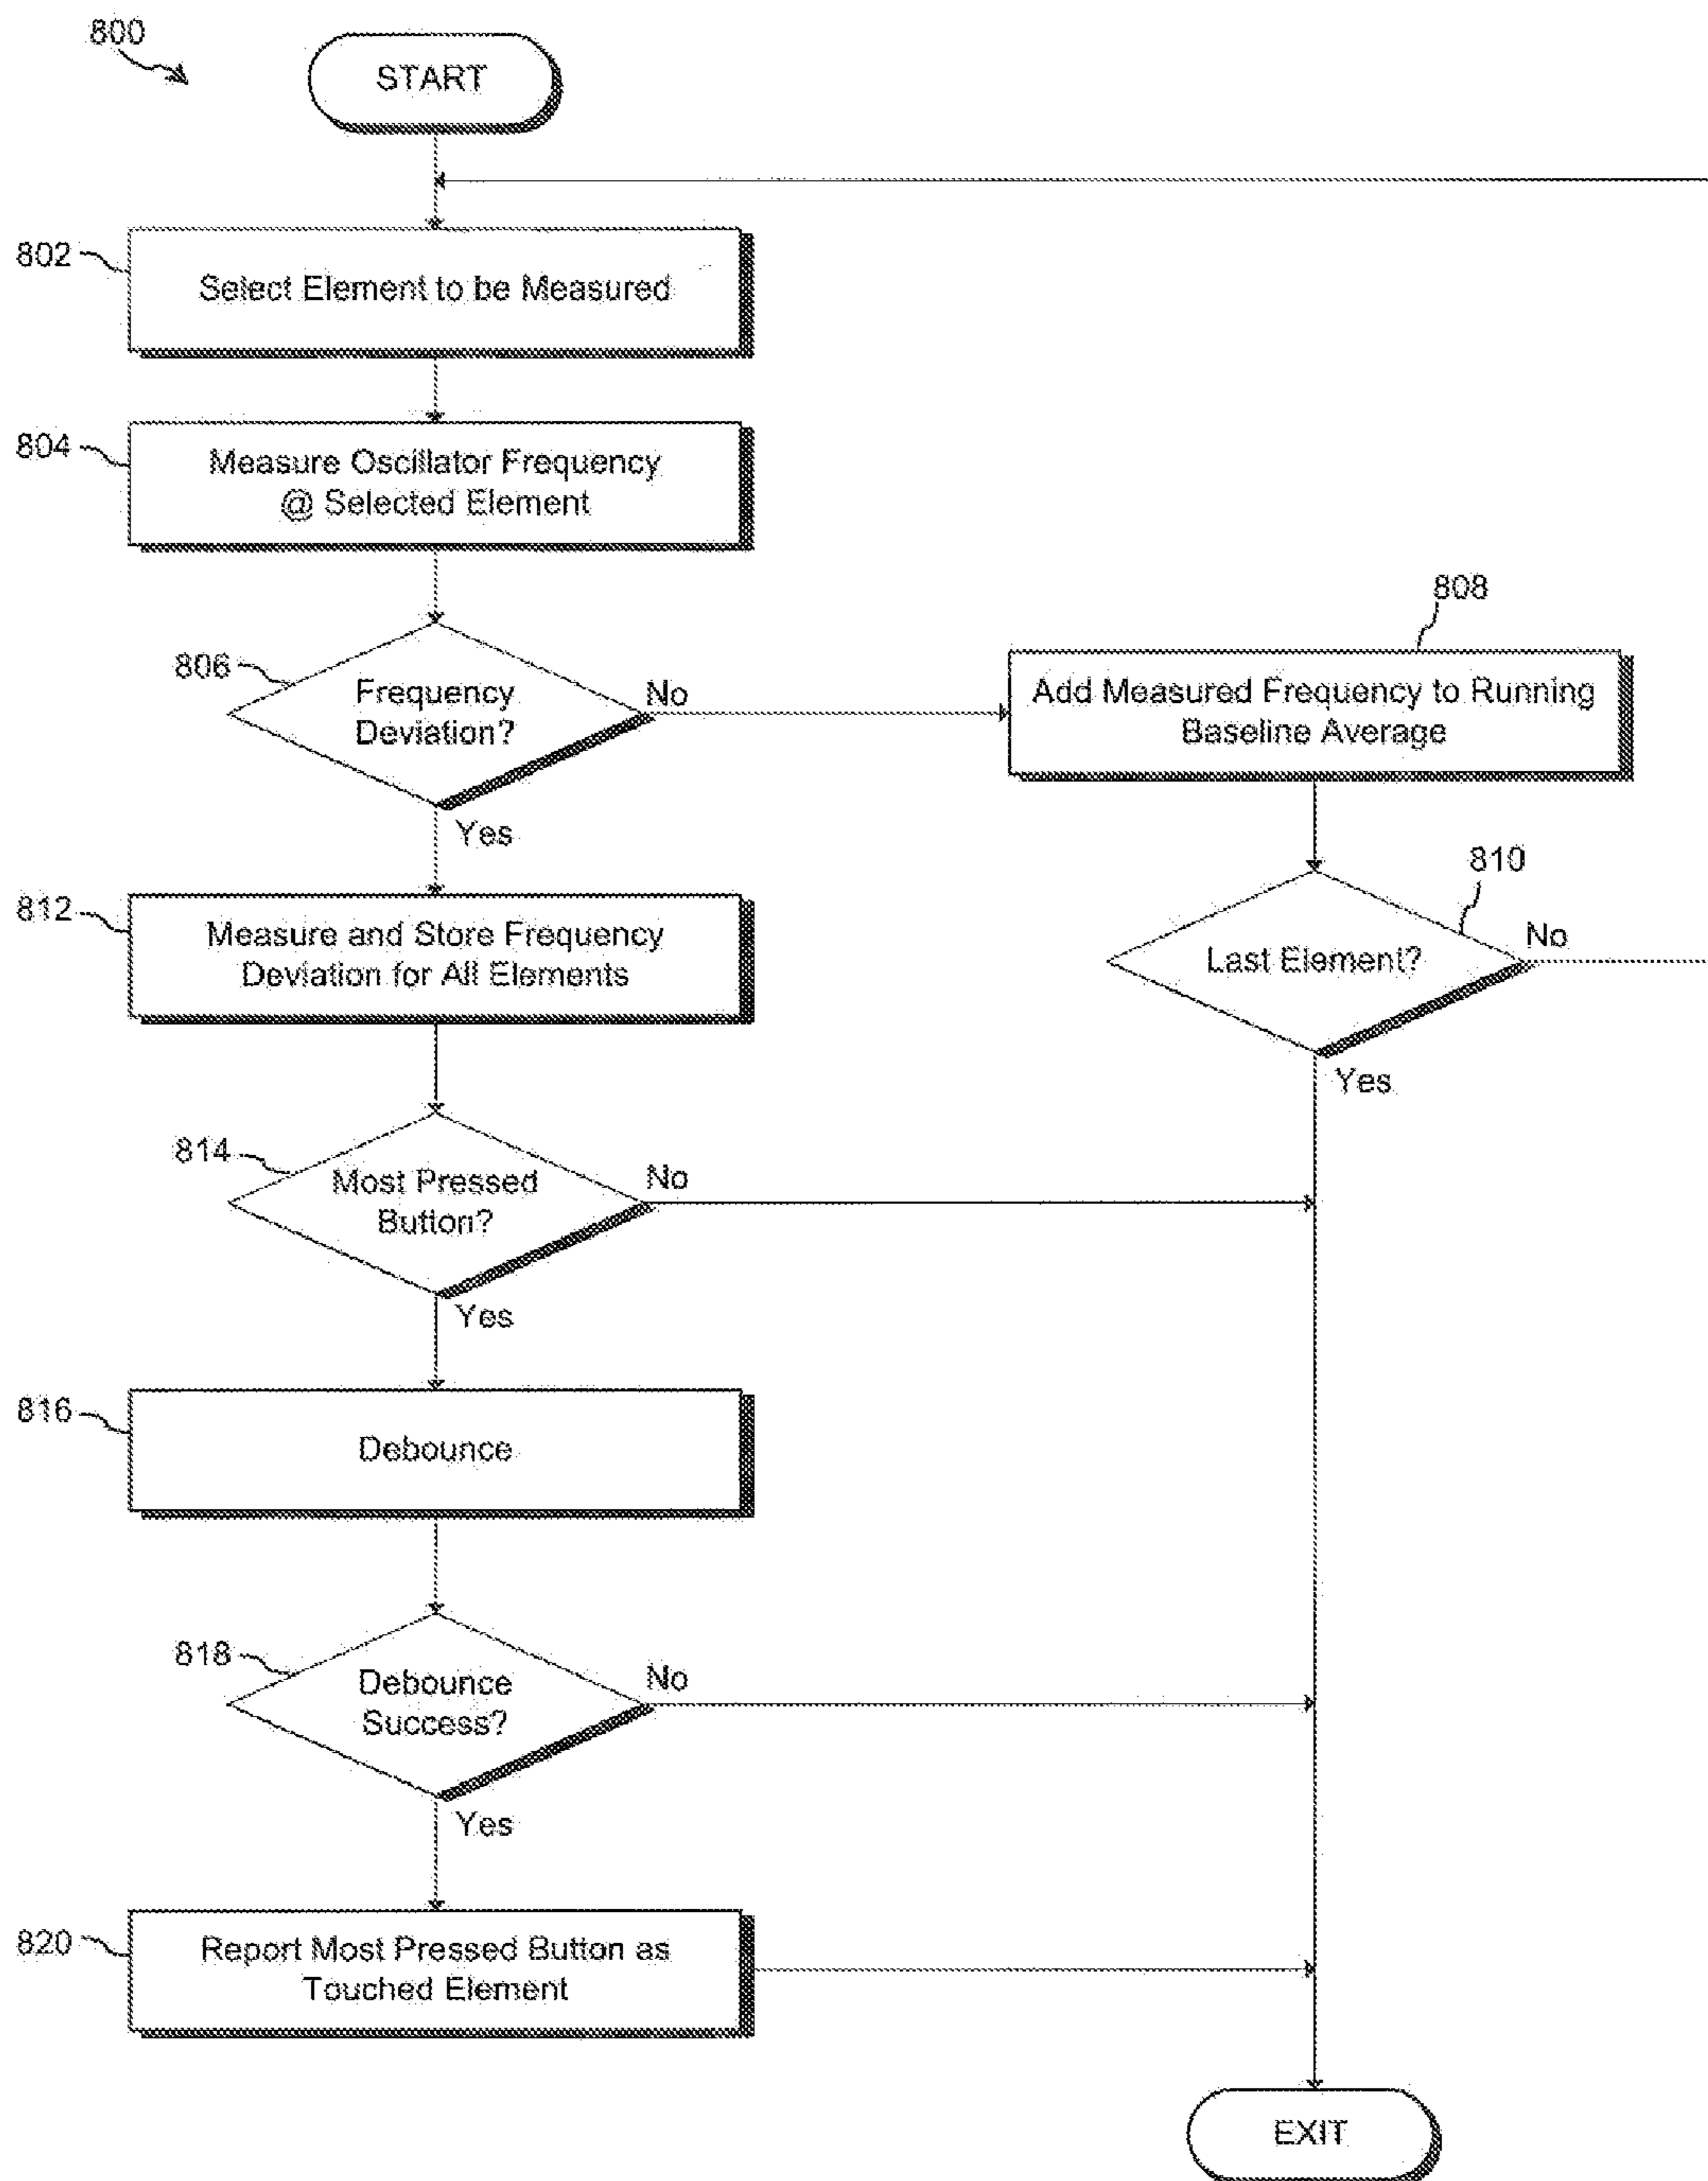 800
START
802
Select Element to be Measured
804
Measure Oscillator Frequency
@ Selected Element
806
Frequency
Deviation?
No
Yes
808
Add Measured Frequency to Running
Baseline Average
810
Last Element?
No
Yes
812
Measure and Store Frequency
Deviation for All Elements
814
Most Pressed
Button?
No
Yes
816
Debounce
818
Debounce
Success?
No
Yes
820
Report Most Pressed Button as
Touched Element
EXIT